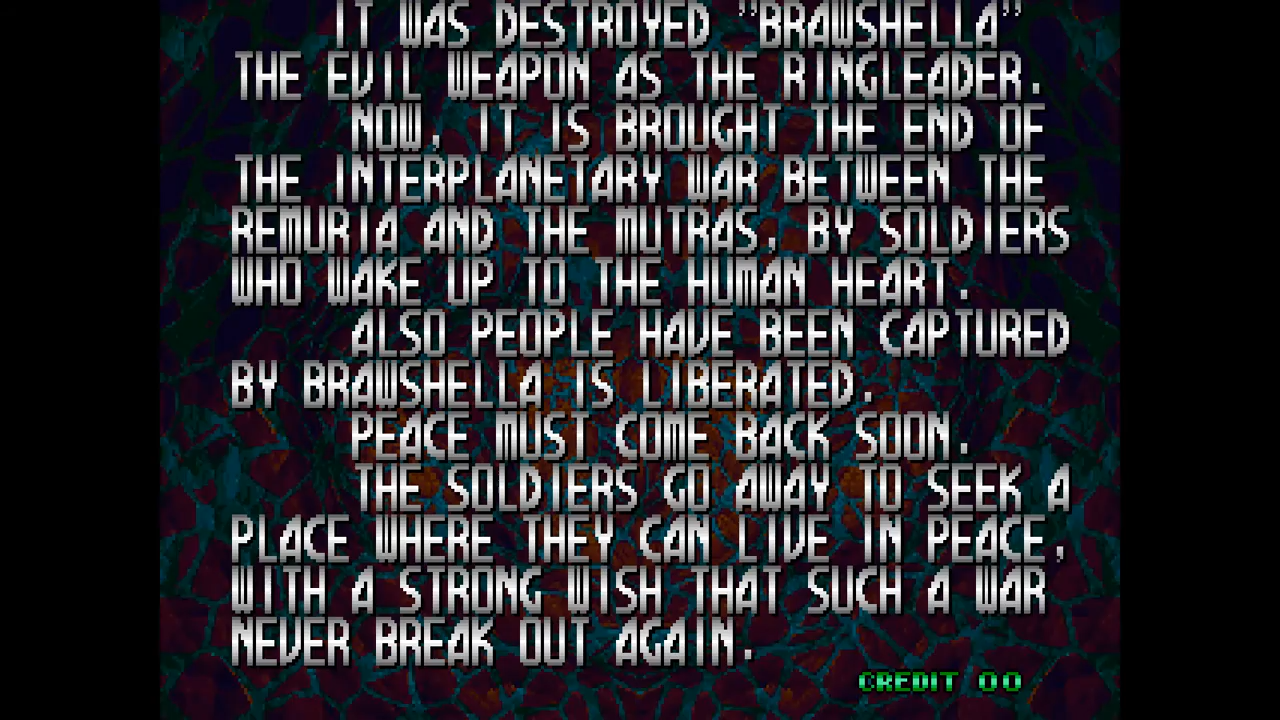 IT WAS DESTROYED "BRAWSHELLA"
THE EVIL WEAPON AS THE RINGLEADER.
NOW, IT IS BROUGHT THE END OF
THE INTERPLANETARY WAR BETWEEN THE
REMURIA AND THE MUTRAS, BY SOLDIERS
WHO WAKE UP TO THE HUMAN HEART.
ALSO PEOPLE HAVE BEEN CAPTURED
BY BRAWSHELLA IS LIBERATED.
PEACE MUST COME BACK SOON.
THE SOLDIERS GO AWAY TO SEEK A
PLACE WHERE THEY CAN LIVE IN PEACE,
WITH A STRONG WISH THAT SUCH A WAR
NEVER BREAK OUT AGAIN.
CREDIT 00